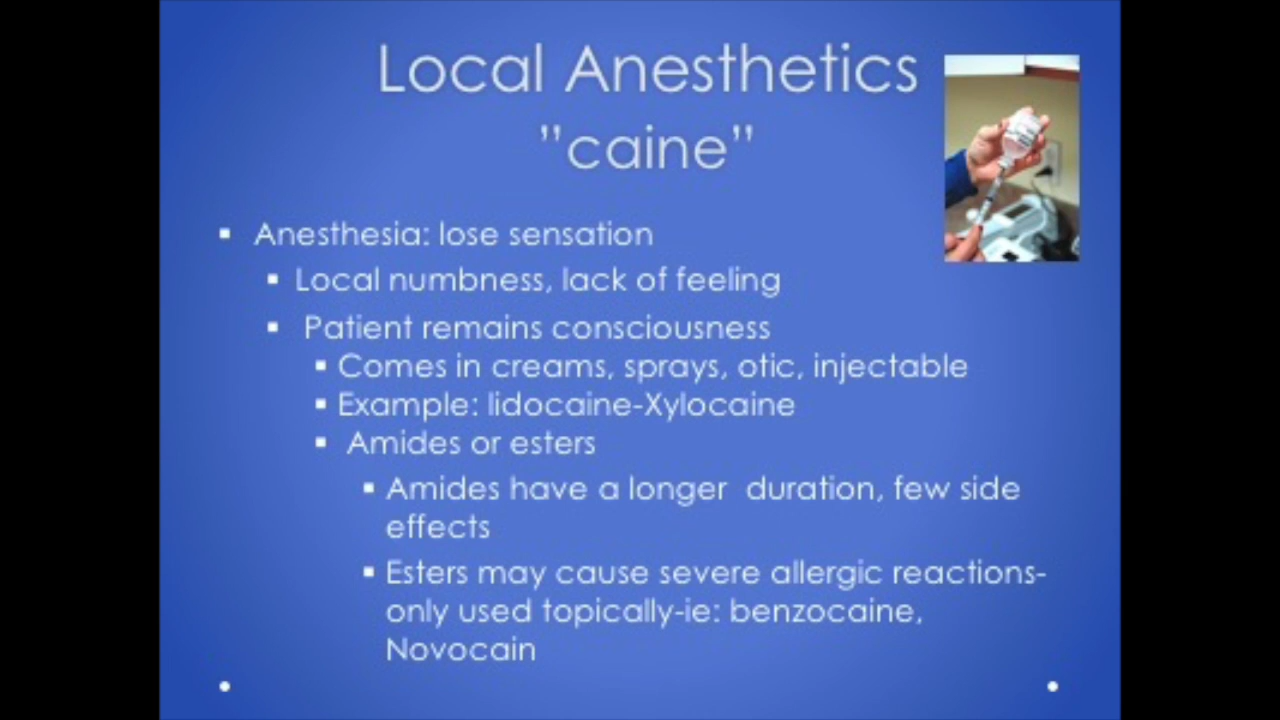 Local Anesthetics
"caine"
▪ Anesthesia: lose sensation
▪ Local numbness, lack of feeling
▪ Patient remains consciousness
▪ Comes in creams, sprays, otic, injectable
▪ Example: lidocaine-Xylocaine
▪ Amides or esters
▪ Amides have a longer  duration, few side
effects
▪ Esters may cause severe allergic reactions-
only used topically-ie: benzocaine,
Novocain